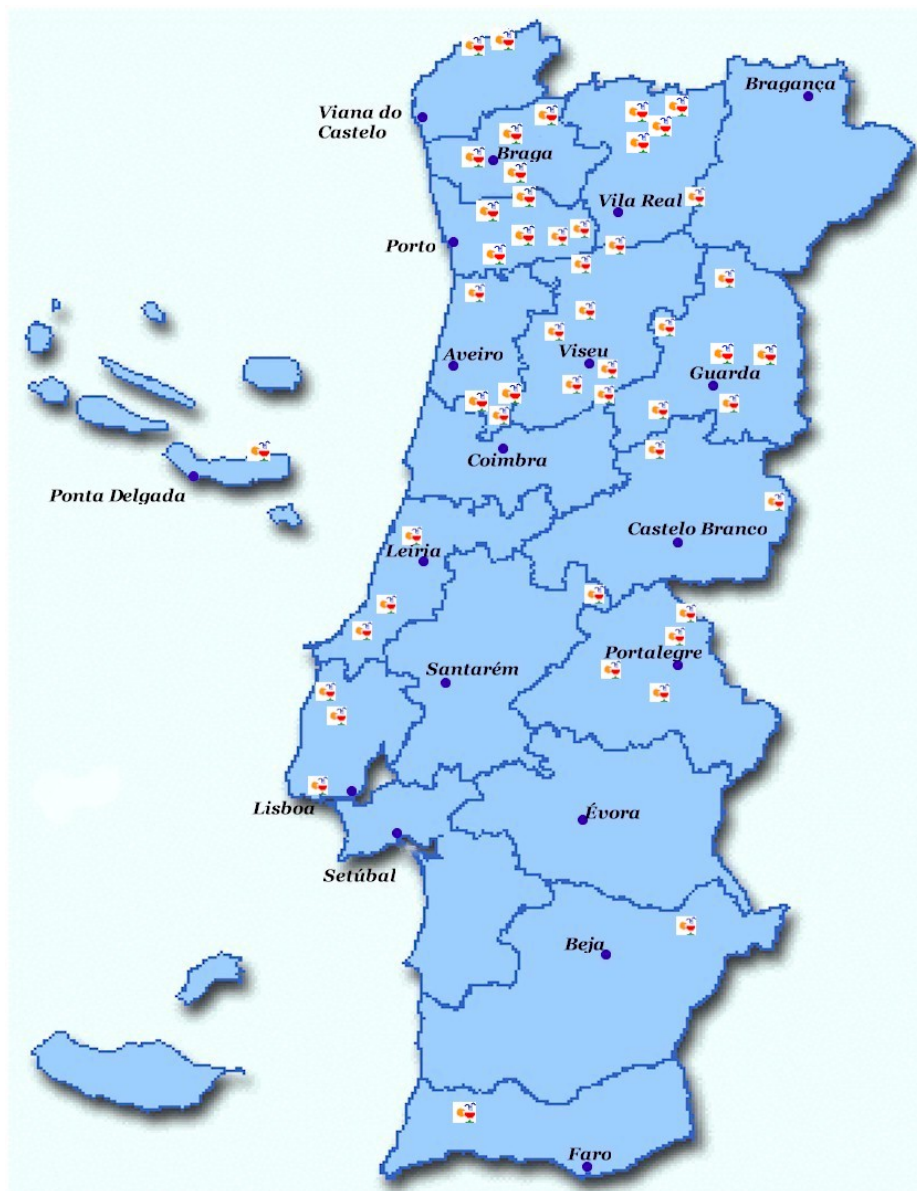 Bragança
Viana do
Castelo
Braga
Vila Real
Porto
Aveiro
Viseu
Guarda
Coimbra
Ponta Delgada
Castelo Branco
Leiria
Portalegre
Santarém
Lisboa
Évora
Setúbal
Beja
Faro